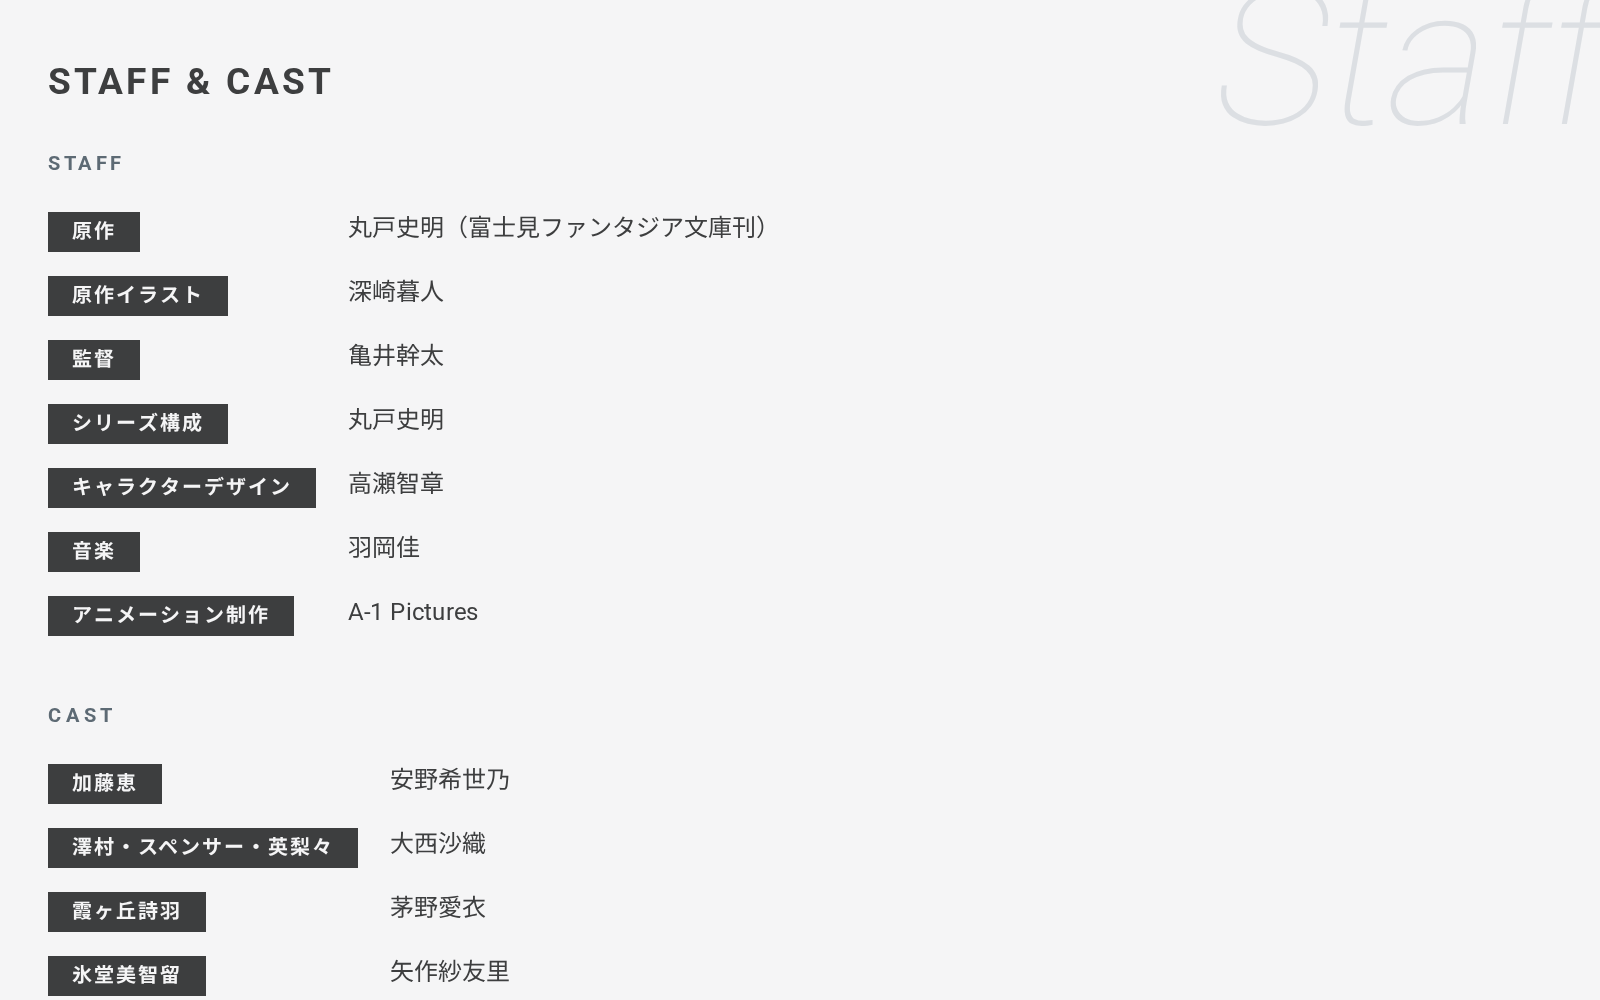 Staff
STAFF & CAST
STAFF
原作 丸戸史明（富士見ファンタジア文庫刊）
原作イラスト 深崎暮人
監督 亀井幹太
シリーズ構成 丸戸史明
キャラクターデザイン 高瀬智章
音楽 羽岡佳
アニメーション制作 A-1 Pictures
CAST
加藤恵 安野希世乃
澤村・スペンサー・英梨々 大西沙織
霞ヶ丘詩羽 茅野愛衣
氷堂美智留 矢作紗友里